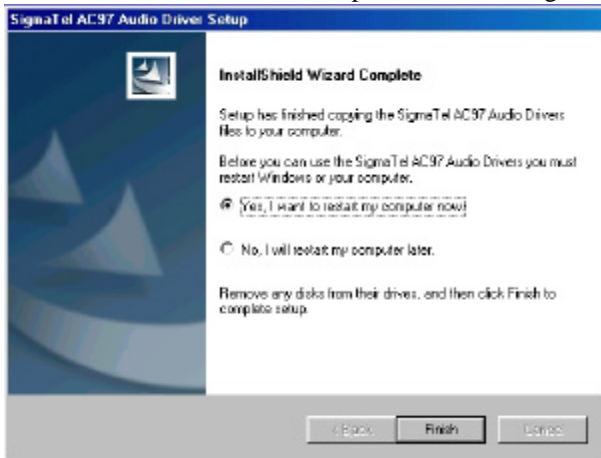 SigmaTel AC97 Audio Driver Setup
InstallShield Wizard Complete
Setup has finished copying the SigmaTel AC97 Audio Drivers
files to your computer.
Before you can use the SigmaTel AC97 Audio Drivers you must
restart Windows or your computer.
Yes, I want to restart my computer now!
No, I will restart my computer later.
Remove any disks from their drives, and then click Finish to
complete setup.
< Back Finish Cancel